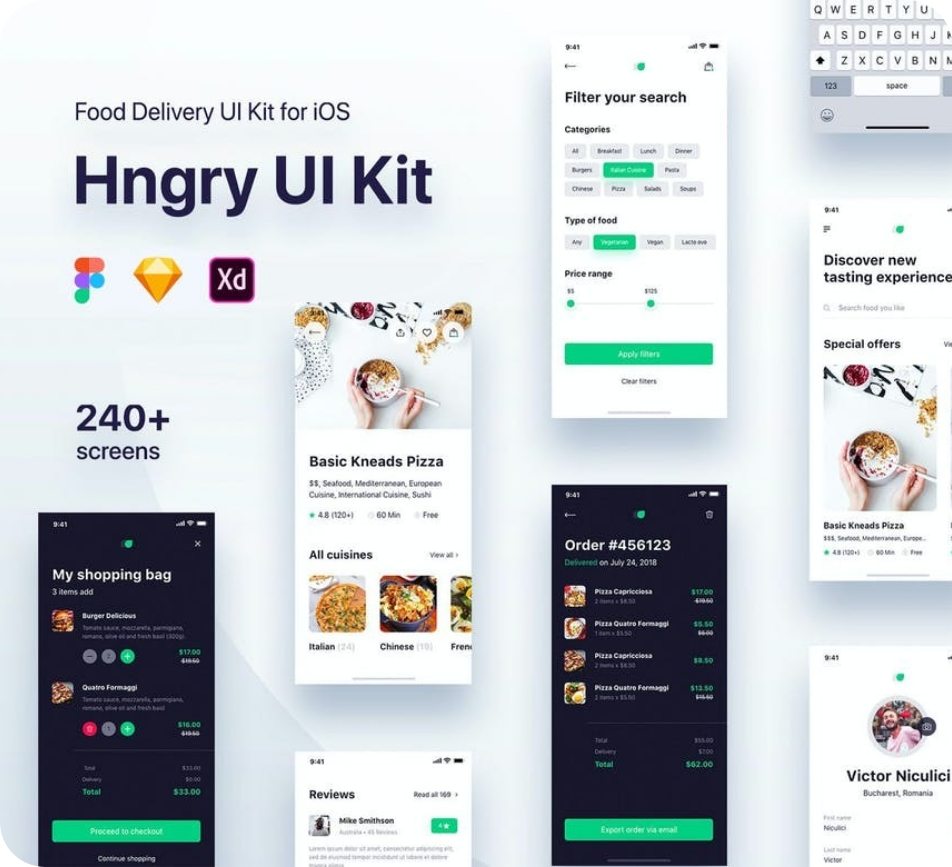 Food Delivery UI Kit for iOS
Hngry UI Kit
Xd
240+
screens
9:41
My shopping bag
3 items add
Burger Delicious
Tomato sauce, mozzarella, parmigiano,
romano, olive oil and fresh basil (300g).
2
$17.00
$19.50
Quatro Formaggi
Tomato sauce, mozzarella, parmigiano,
romano, olive oil and fresh basil
1
$16.00
$19.50
Total
$33.00
Delivery
$0.00
Total
$33.00
Proceed to checkout
Continue shopping
Basic Kneads Pizza
$$, Seafood, Mediterranean, European
Cuisine, International Cuisine, Sushi
4.8 (120+)
60 Min
Free
All cuisines
View all
Italian (24)
Chinese (19)
Fren
9:41
Reviews
Read all 169
Mike Smithson
Australia • 45 Reviews
4
Lorem ipsum dolor sit amet, consectetur adipiscing elit,
sed do eiusmod tempor incididunt ut labore et dolore
magna aliqua
9:41
Filter your search
Categories
All
Breakfast
Lunch
Dinner
Burgers
Italian Cuisine
Pasta
Chinese
Pizza
Salads
Soups
Type of food
Any
Vegetarian
Vegan
Lacto ovo
Price range
$5
$125
Apply filters
Clear filters
9:41
Order #456123
Delivered on July 24, 2018
Pizza Capricciosa
2 items x $8.50
$17.00
$19.50
Pizza Quatro Formaggi
1 item x $5.50
$5.50
$6.00
Pizza Capricciosa
2 items x $8.50
$8.50
Pizza Quatro Formaggi
2 items x $5.50
$13.50
$15.50
Total
$55.00
Delivery
$7.00
Total
$62.00
Export order via email
Q W E R T Y U
A S D F G H J K
Z X C V B N M
123
space
9:41
Discover new
tasting experience
Search food you like
Special offers
Vie
Basic Kneads Pizza
$$$, Seafood, Mediterranean, Europe...
4.8 (120+)
60 Min
Free
9:41
Victor Niculici
Bucharest, Romania
First name
Niculici
Last name
Victor